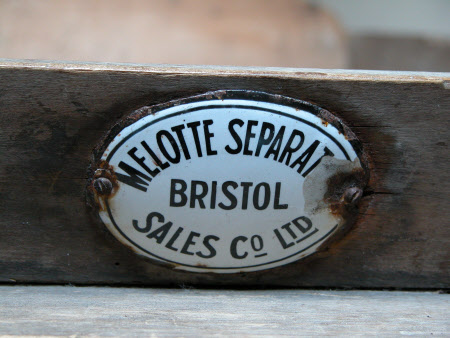 MELOTTE SEPARAT
BRISTOL
SALES Co LTD